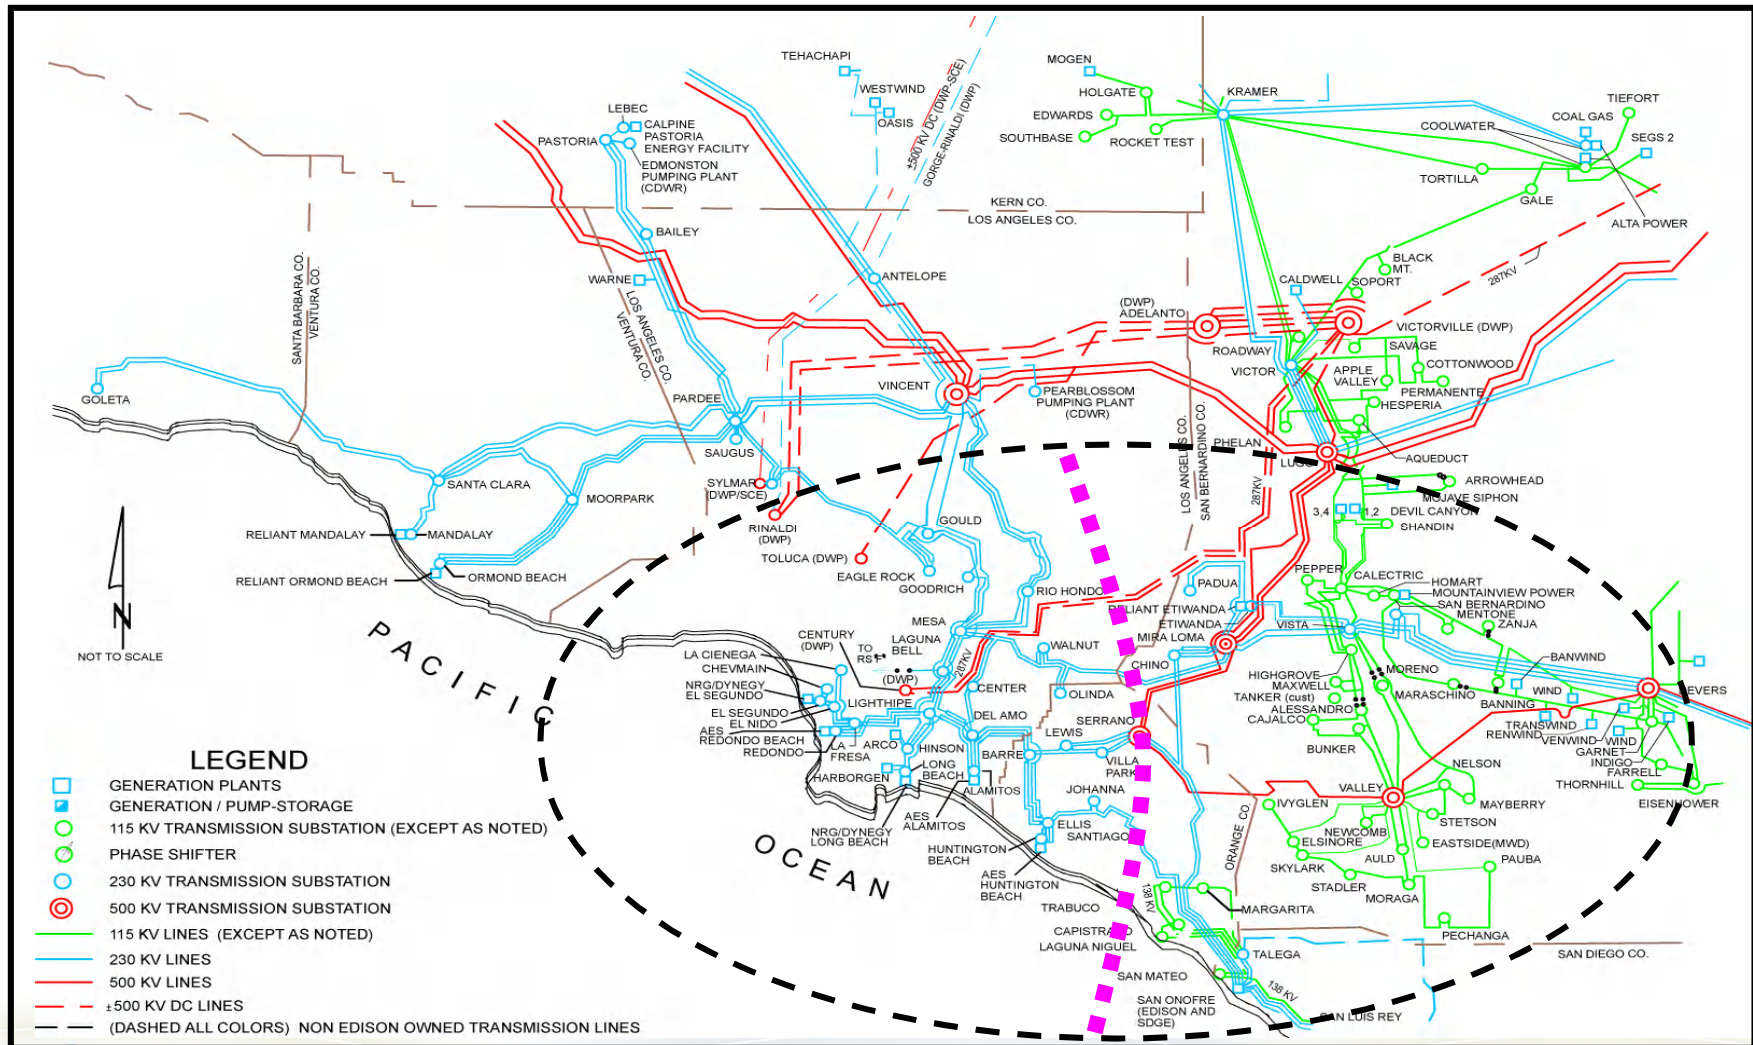 TEHACHAPI
WESTWIND
OASIS
±500 KV DC (DWP-SCE)
GORGE-RINALDI (DWP)
MOGEN
HOLGATE
EDWARDS
SOUTHBASE
ROCKET TEST
KRAMER
COOLWATER
COAL GAS
TIEFORT
SEGS 2
TORTILLA
GALE
ALTA POWER
LEBEC
CALPINE
PASTORIA
ENERGY FACILITY
PASTORIA
EDMONSTON
PUMPING PLANT
(CDWR)
KERN CO.
LOS ANGELES CO.
BAILEY
WARNE
ANTELOPE
SANTA BARBARA CO.
VENTURA CO.
LOS ANGELES CO.
VENTURA CO.
BLACK
MT.
CALDWELL
SOPORT
287KV
(DWP)
ADELANTO
VICTORVILLE (DWP)
ROADWAY
SAVAGE
VICTOR
APPLE
VALLEY
COTTONWOOD
PERMANENTE
HESPERIA
GOLETA
PARDEE
VINCENT
PEARBLOSSOM
PUMPING PLANT
(CDWR)
LOS ANGELES CO.
SAN BERNARDINO CO.
PHELAN
LUGO
AQUEDUCT
287KV
SAUGUS
SYLMAR
(DWP/SCE)
SANTA CLARA
MOORPARK
ARROWHEAD
MOJAVE SIPHON
3,4
1,2
DEVIL CANYON
SHANDIN
RINALDI
(DWP)
TOLUCA (DWP)
GOULD
EAGLE ROCK
GOODRICH
RELIANT MANDALAY
MANDALAY
RELIANT ORMOND BEACH
ORMOND BEACH
RIO HONDO
PADUA
RELIANT ETIWANDA
ETIWANDA
MIRA LOMA
PEPPER
CALECTRIC
HOMART
MOUNTAINVIEW POWER
SAN BERNARDINO
MENTONE
ZANJA
VISTA
N
NOT TO SCALE
PACIFIC
OCEAN
MESA
CENTURY
(DWP)
TO
LAGUNA
BELL
LA CIENEGA
CHEVMAIN
(DWP)
287KV
WALNUT
CHINO
BANWIND
NRG/DYNEGY
EL SEGUNDO
LIGHTHIPE
CENTER
OLINDA
HIGHGROVE
MAXWELL
MORENO
TANKER (cust)
MARASCHINO
BANNING
WIND
DEVERS
EL SEGUNDO
EL NIDO
DEL AMO
SERRANO
ALESSANDRO
CAJALCO
TRANSWIND
RENWIND
VENWIND
WIND
AES
REDONDO BEACH
REDONDO
LA
FRESA
ARCO
HINSON
BARRE
LEWIS
VILLA
PARK
BUNKER
GARNET
INDIGO
FARRELL
HARBORGEN
LONG
BEACH
ALAMITOS
NELSON
THORNHILL
EISENHOWER
JOHANNA
VALLEY
IVYGLEN
MAYBERRY
AES
ALAMITOS
NRG/DYNEGY
LONG BEACH
ELLIS
SANTIAGO
ORANGE CO.
NEWCOMB
STETSON
ELSINORE
EASTSIDE(MWD)
HUNTINGTON
BEACH
AULD
PAUBA
SKYLARK
AES
HUNTINGTON
BEACH
STADLER
MORAGA
138 KV
TRABUCO
MARGARITA
CAPISTRANO
LAGUNA NIGUEL
PECHANGA
TALEGA
SAN DIEGO CO.
SAN MATEO
138 KV
SAN ONOFRE
(EDISON AND
SDGE)
SAN LUIS REY
LEGEND
GENERATION PLANTS
GENERATION / PUMP-STORAGE
115 KV TRANSMISSION SUBSTATION (EXCEPT AS NOTED)
PHASE SHIFTER
230 KV TRANSMISSION SUBSTATION
500 KV TRANSMISSION SUBSTATION
115 KV LINES (EXCEPT AS NOTED)
230 KV LINES
500 KV LINES
±500 KV DC LINES
(DASHED ALL COLORS) NON EDISON OWNED TRANSMISSION LINES